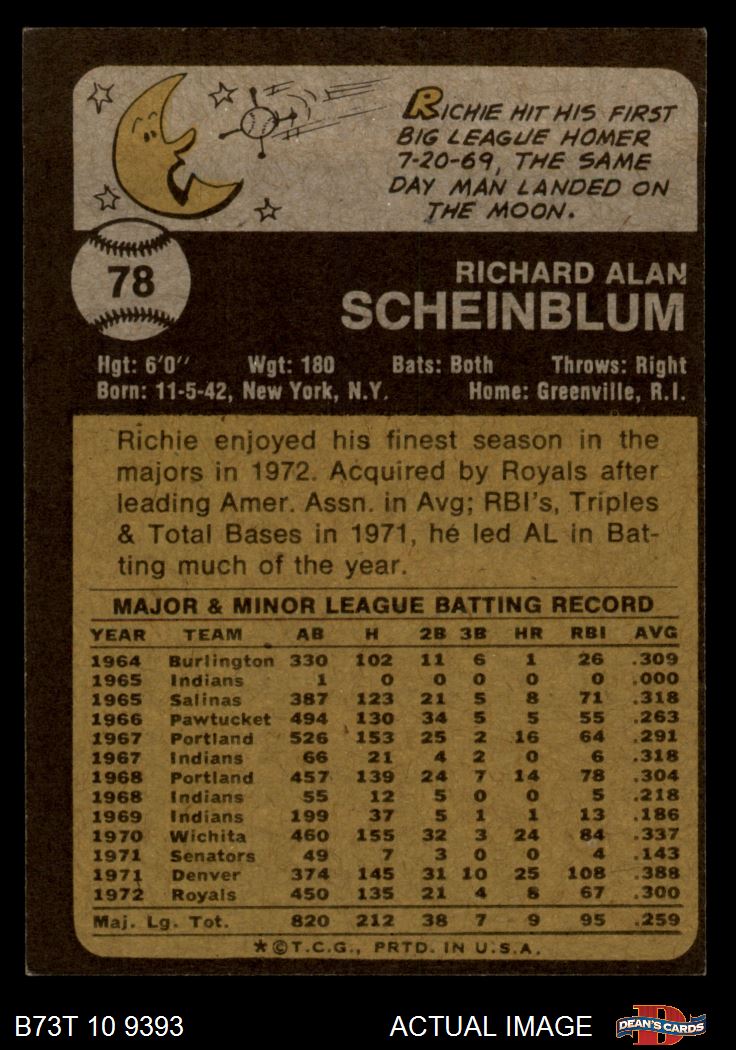 RICHIE HIT HIS FIRST
BIG LEAGUE HOMER
7-20-69, THE SAME
DAY MAN LANDED ON
THE MOON.
78
RICHARD ALAN
SCHEINBLUM
Hgt: 6'0" Wgt: 180 Bats: Both Throws: Right
Born: 11-5-42, New York, N.Y. Home: Greenville, R.I.
Richie enjoyed his finest season in the
majors in 1972. Acquired by Royals after
leading Amer. Assn. in Avg; RBI's, Triples
& Total Bases in 1971, he led AL in Bat-
ting much of the year.
MAJOR & MINOR LEAGUE BATTING RECORD
YEAR TEAM AB H 2B 3B HR RBI AVG
1964 Burlington 330 102 11 6 1 26 .309
1965 Indians 1 0 0 0 0 0 .000
1965 Salinas 387 123 21 5 8 71 .318
1966 Pawtucket 494 130 34 5 5 55 .263
1967 Portland 526 153 25 2 16 64 .291
1967 Indians 66 21 4 2 0 6 .318
1968 Portland 457 139 24 7 14 78 .304
1968 Indians 55 12 5 0 0 5 .218
1969 Indians 199 37 5 1 1 13 .186
1970 Wichita 460 155 32 3 24 84 .337
1971 Senators 49 7 3 0 0 4 .143
1971 Denver 374 145 31 10 25 108 .388
1972 Royals 450 135 21 4 8 67 .300
Maj. Lg. Tot. 820 212 38 7 9 95 .259
*©T.C.G., PRTD. IN U.S.A.
B73T 10 9393 ACTUAL IMAGE D DEAN'S CARDS